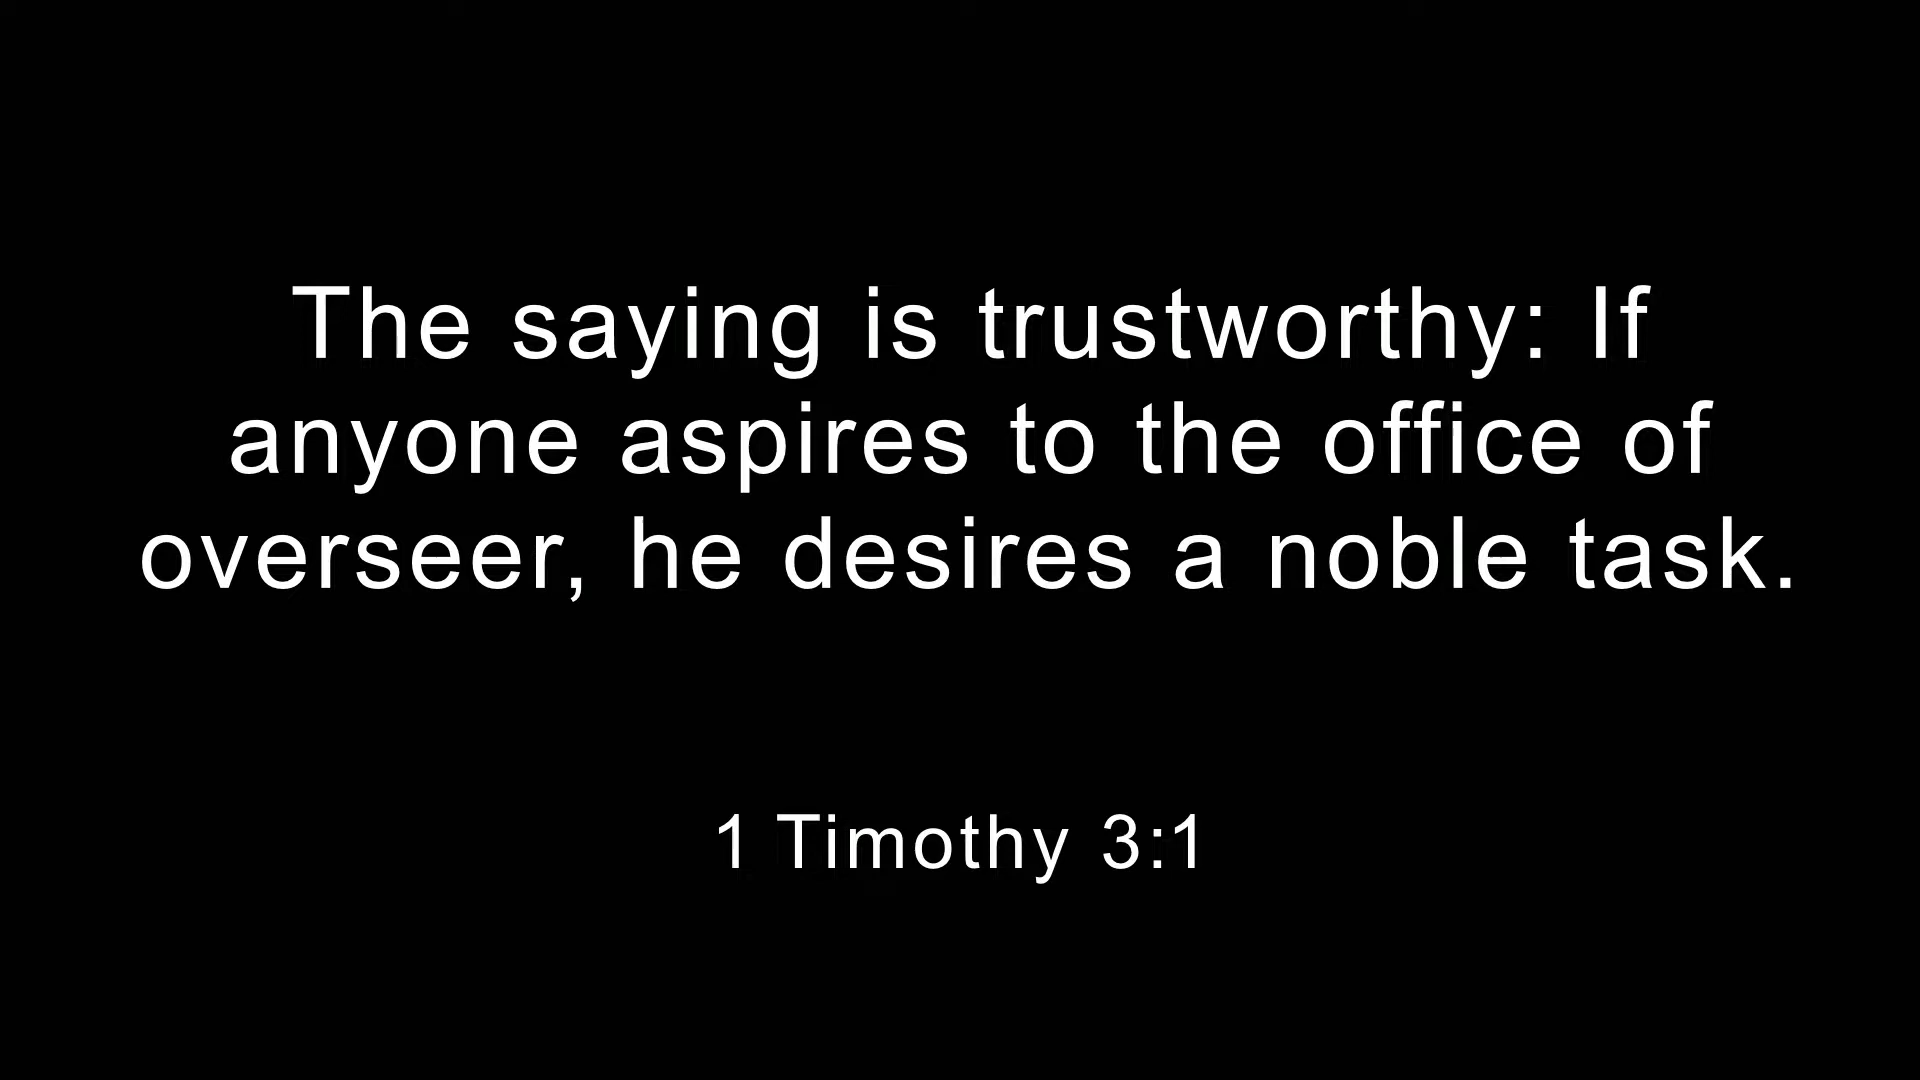 The saying is trustworthy: If
anyone aspires to the office of
overseer, he desires a noble task.
1 Timothy 3:1